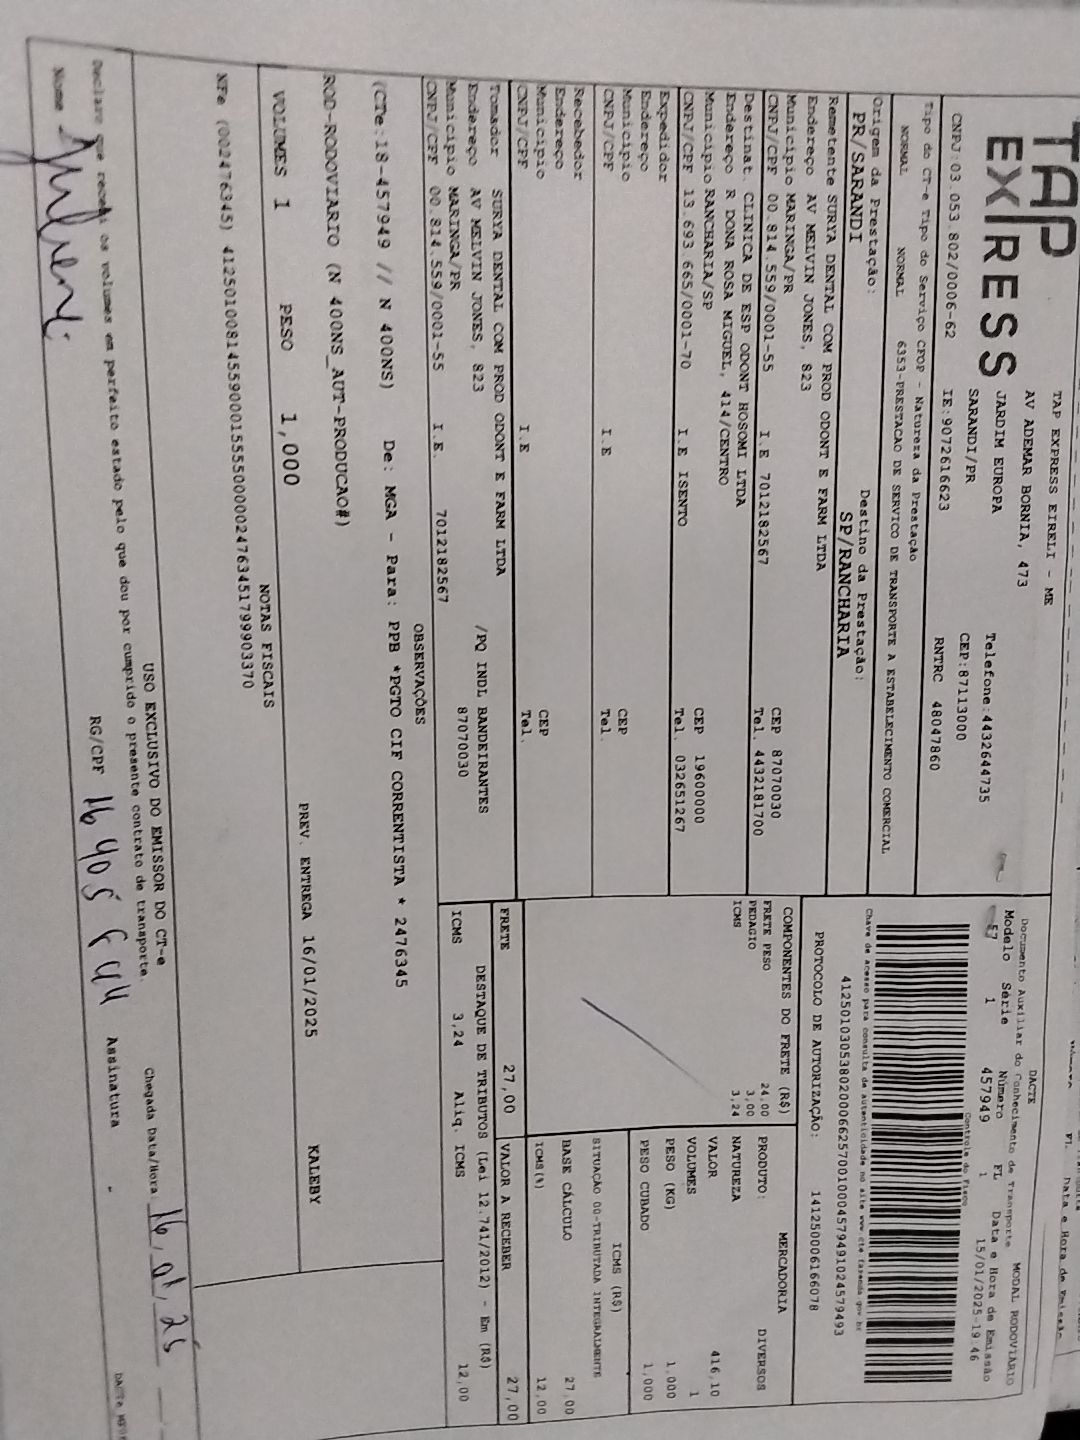 TAP EXPRESS
TAP EXPRESS EIRELI - ME
AV ADEMAR BORNIA, 473
JARDIM EUROPA
SARANDI/PR
Telefone:4432644735
CEP:87113000
CNPJ:03.053.802/0006-62 IE:9072616623 RNTRC 48047860
Tipo do CT-e Tipo do Serviço CFOP - Natureza da Prestação
NORMAL NORMAL 6353-PRESTACAO DE SERVICO DE TRANSPORTE A ESTABELECIMENTO COMERCIAL
Origem da Prestação: Destino da Prestação:
PR/SARANDI SP/RANCHARIA
Remetente SURYA DENTAL COM PROD ODONT E FARM LTDA
Endereço AV MELVIN JONES, 823
Municipio MARINGA/PR CEP 87070030
CNPJ/CPF 00.814.559/0001-55 I.E 7012182567 Tel. 4432181700
Destinat. CLINICA DE ESP ODONT HOSOMI LTDA
Endereço R DONA ROSA MIGUEL, 414/CENTRO
Municipio RANCHARIA/SP CEP 19600000
CNPJ/CPF 13.693.665/0001-70 I.E ISENTO Tel. 032651267
Expedidor
Endereço
Municipio CEP
CNPJ/CPF I.E Tel.
Recebedor
Endereço
Municipio CEP
CNPJ/CPF I.E Tel.
Tomador SURYA DENTAL COM PROD ODONT E FARM LTDA
Endereço AV MELVIN JONES, 823 /PQ INDL BANDEIRANTES
Municipio MARINGA/PR 87070030
CNPJ/CPF 00.814.559/0001-55 I.E. 7012182567
DACTE
Documento Auxiliar do Conhecimento de Transporte MODAL RODOVIÁRIO
Modelo Série Número FL Data e Hora de Emissão
57 1 457949 1 15/01/2025-19:46
Controle do Fisco
Chave de acesso para consulta de autenticidade no site www.cte.fazenda.gov.br
41250103053802000662570010004579491024579493
PROTOCOLO DE AUTORIZAÇÃO: 141250006166078
COMPONENTES DO FRETE (R$)
FRETE PESO 24,00
PEDAGIO 3,00
ICMS 3,24
PRODUTO: MERCADORIA
NATUREZA DIVERSOS
VALOR 416,10
VOLUMES 1
PESO (KG) 1,000
PESO CUBADO 1,000
ICMS (R$)
SITUAÇÃO 00-TRIBUTADA INTEGRALMENTE
BASE CÁLCULO 27,00
ICMS(%) 12,00
FRETE 27,00 VALOR A RECEBER 27,00
DESTAQUE DE TRIBUTOS (Lei 12.741/2012) - Em (R$)
ICMS 3,24 Aliq. ICMS 12,00
OBSERVAÇÕES
(CTe:18-457949 // N 400NS) De: MGA - Para: PPB *PGTO CIF CORRENTISTA * 2476345
ROD-RODOVIARIO (N 400NS_AUT-PRODUCAO#)
KALEBY
VOLUMES 1 PESO 1,000 PREV. ENTREGA 16/01/2025
NOTAS FISCAIS
NFe (002476345) 41250100814559000155550000024763451799903370
USO EXCLUSIVO DO EMISSOR DO CT-e
Declaro que recebi os volumes em perfeito estado pelo que dou por cumprido o presente contrato de transporte. Chegada Data/Hora 16/01/25
Nome RG/CPF Assinatura